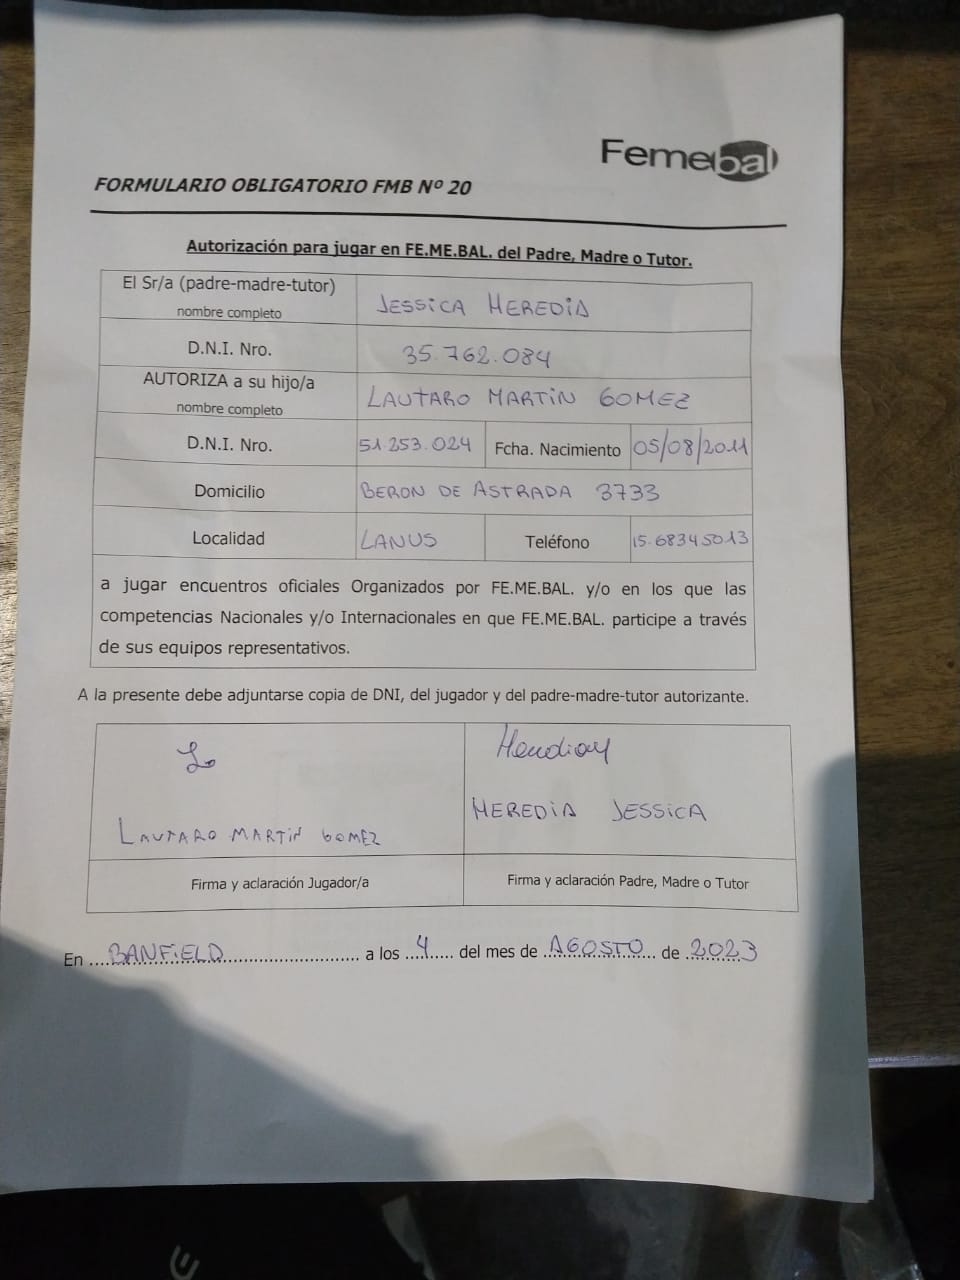 Femebal
FORMULARIO OBLIGATORIO FMB Nº 20
Autorización para jugar en FE.ME.BAL. del Padre, Madre o Tutor.
El Sr/a (padre-madre-tutor)
nombre completo
JESSICA HEREDIA
D.N.I. Nro.
35.762.084
AUTORIZA a su hijo/a
nombre completo
LAUTARO MARTIN GOMEZ
D.N.I. Nro.
51.253.024
Fcha. Nacimiento
05/08/2011
Domicilio
BERON DE ASTRADA 3733
Localidad
LANUS
Teléfono
15.68345013
a jugar encuentros oficiales Organizados por FE.ME.BAL. y/o en los que las
competencias Nacionales y/o Internacionales en que FE.ME.BAL. participe a través
de sus equipos representativos.
A la presente debe adjuntarse copia de DNI, del jugador y del padre-madre-tutor autorizante.
LAUTARO MARTIN GOMEZ
HEREDIA JESSICA
Firma y aclaración Jugador/a
Firma y aclaración Padre, Madre o Tutor
En ....BANFIELD.......................... a los ...4..... del mes de ...AGOSTO... de ..2023